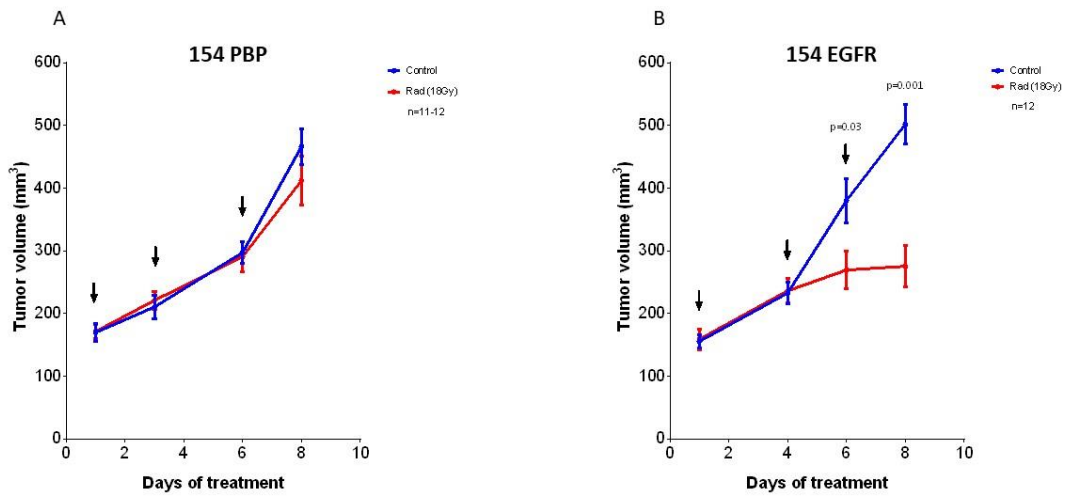 A
154 PBP
600
500
400
300
200
100
0
0 2 4 6 8 10
Tumor volume (mm³)
Days of treatment
Control
Rad (18Gy)
n=11-12
B
154 EGFR
600
500
400
300
200
100
0
0 2 4 6 8 10
Tumor volume (mm³)
Days of treatment
p=0.03
p=0.001
Control
Rad (18Gy)
n=12